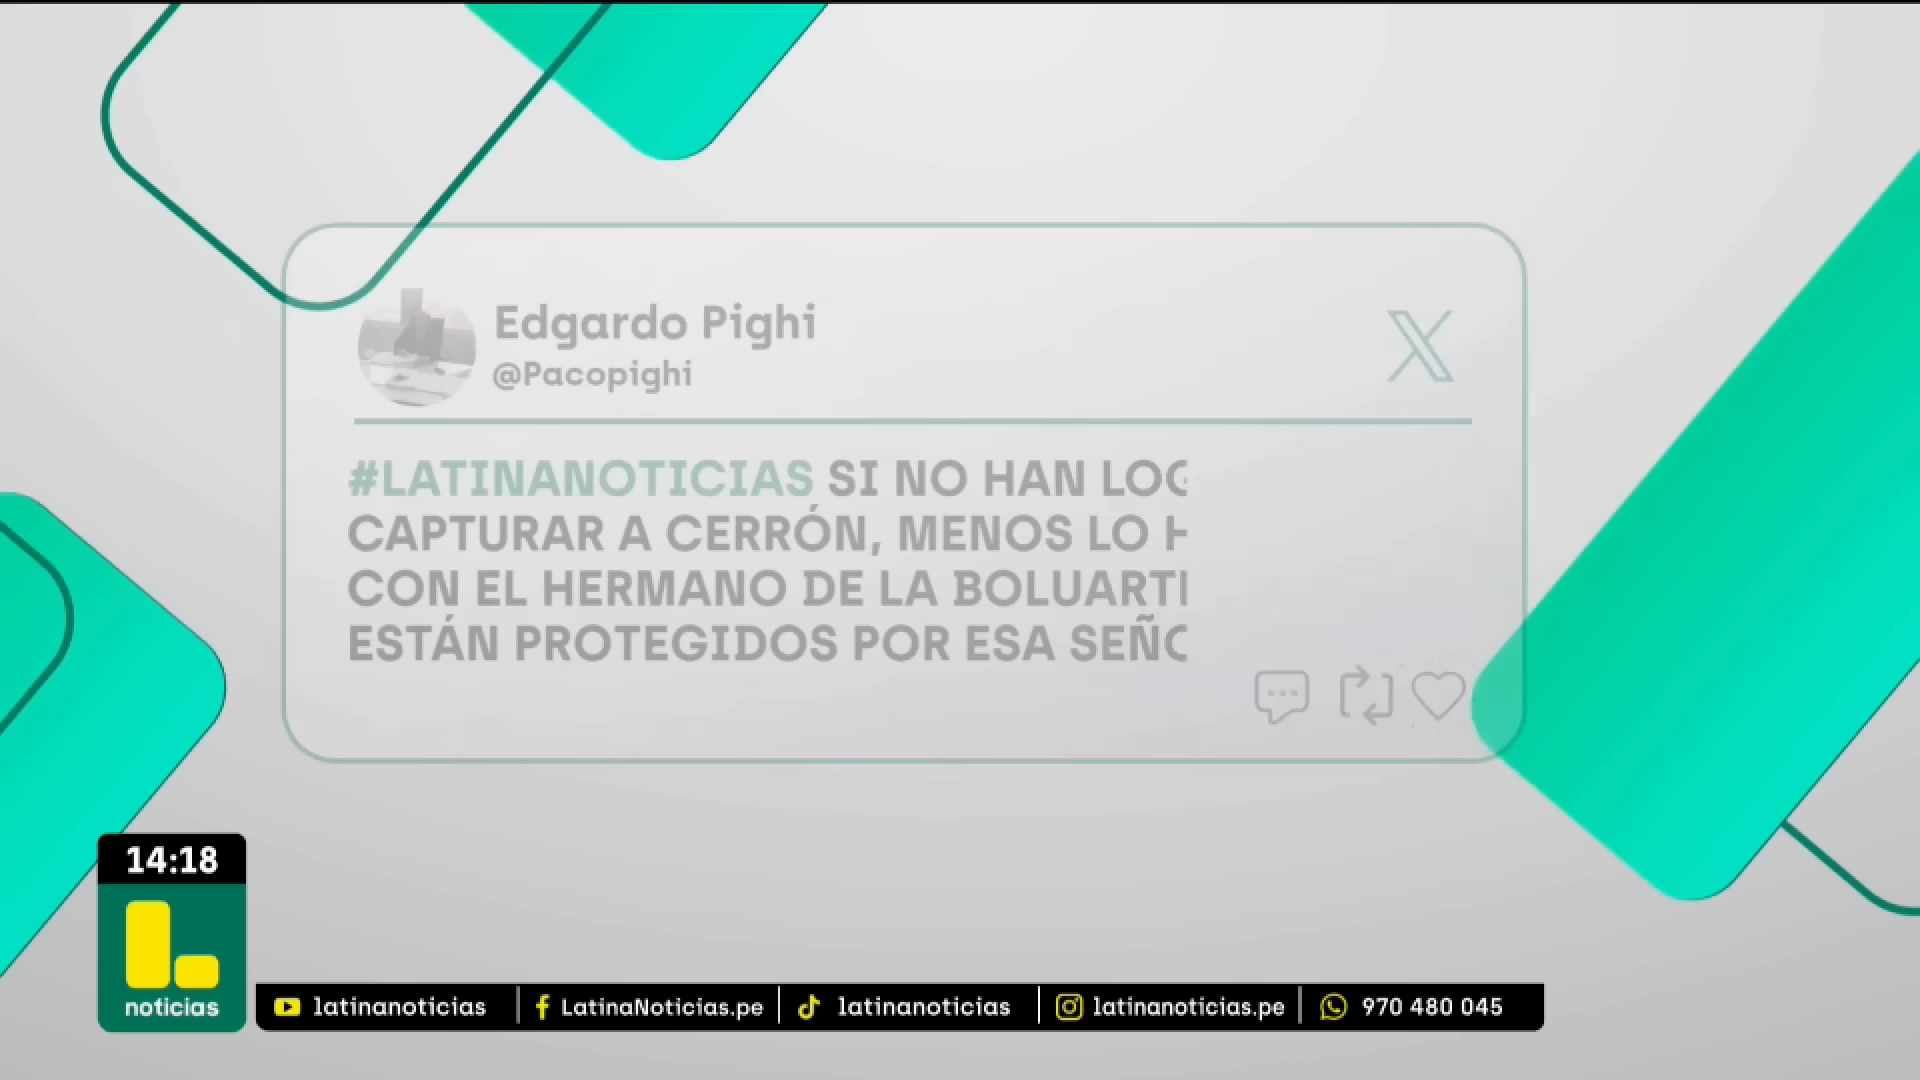 Edgardo Pighi
@Pacopighi
#LATINANOTICIAS SI NO HAN
CAPTURAR A CERRÓN, MENOS LO
CON EL HERMANO DE LA
ESTÁN PROTEGIDOS POR ESA
14:18
noticias
latinanoticias
LatinaNoticias.pe
latinanoticias
latinanoticias.pe
970 480 045